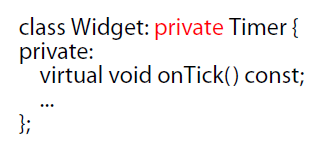 class Widget: private Timer {
private:
virtual void onTick() const;
...
};